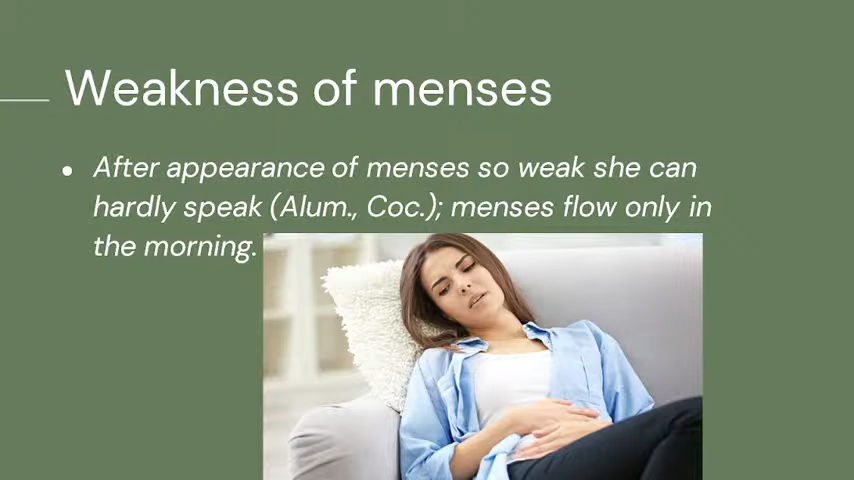 Weakness of menses
• After appearance of menses so weak she can
hardly speak (Alum., Coc.); menses flow only in
the morning.